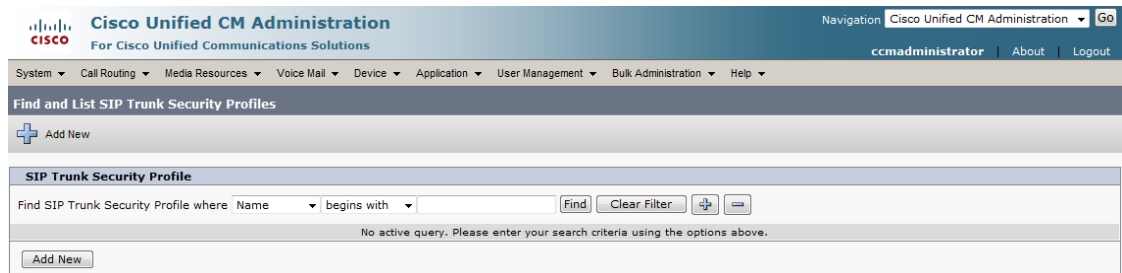 Cisco Unified CM Administration
Navigation Cisco Unified CM Administration Go
CISCO
For Cisco Unified Communications Solutions
ccmadministrator | About | Logout
System Call Routing Media Resources Voice Mail Device Application User Management Bulk Administration Help
Find and List SIP Trunk Security Profiles
Add New
SIP Trunk Security Profile
Find SIP Trunk Security Profile where Name begins with Find Clear Filter
No active query. Please enter your search criteria using the options above.
Add New